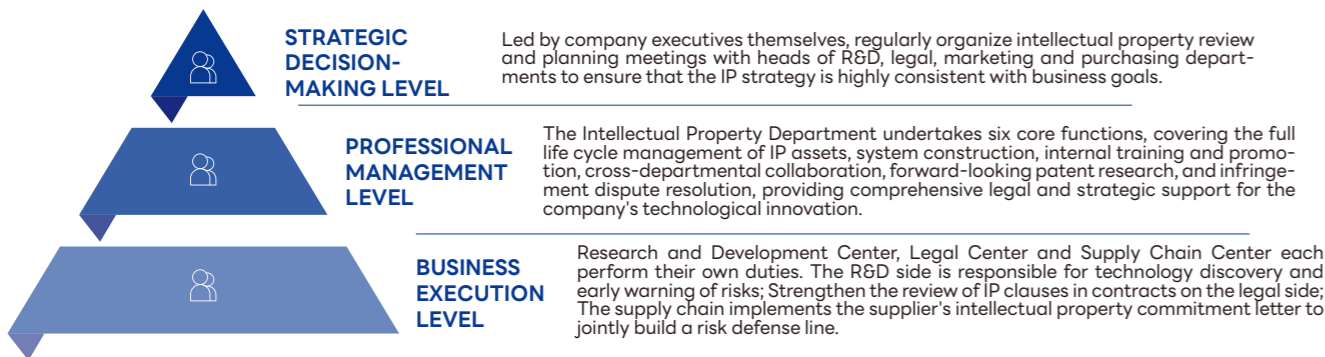 STRATEGIC
DECISION-
MAKING LEVEL
Led by company executives themselves, regularly organize intellectual property review
and planning meetings with heads of R&D, legal, marketing and purchasing depart-
ments to ensure that the IP strategy is highly consistent with business goals.
PROFESSIONAL
MANAGEMENT
LEVEL
The Intellectual Property Department undertakes six core functions, covering the full
life cycle management of IP assets, system construction, internal training and promo-
tion, cross-departmental collaboration, forward-looking patent research, and infringe-
ment dispute resolution, providing comprehensive legal and strategic support for the
company's technological innovation.
BUSINESS
EXECUTION
LEVEL
Research and Development Center, Legal Center and Supply Chain Center each
perform their own duties. The R&D side is responsible for technology discovery and
early warning of risks; Strengthen the review of IP clauses in contracts on the legal side;
The supply chain implements the supplier's intellectual property commitment letter to
jointly build a risk defense line.